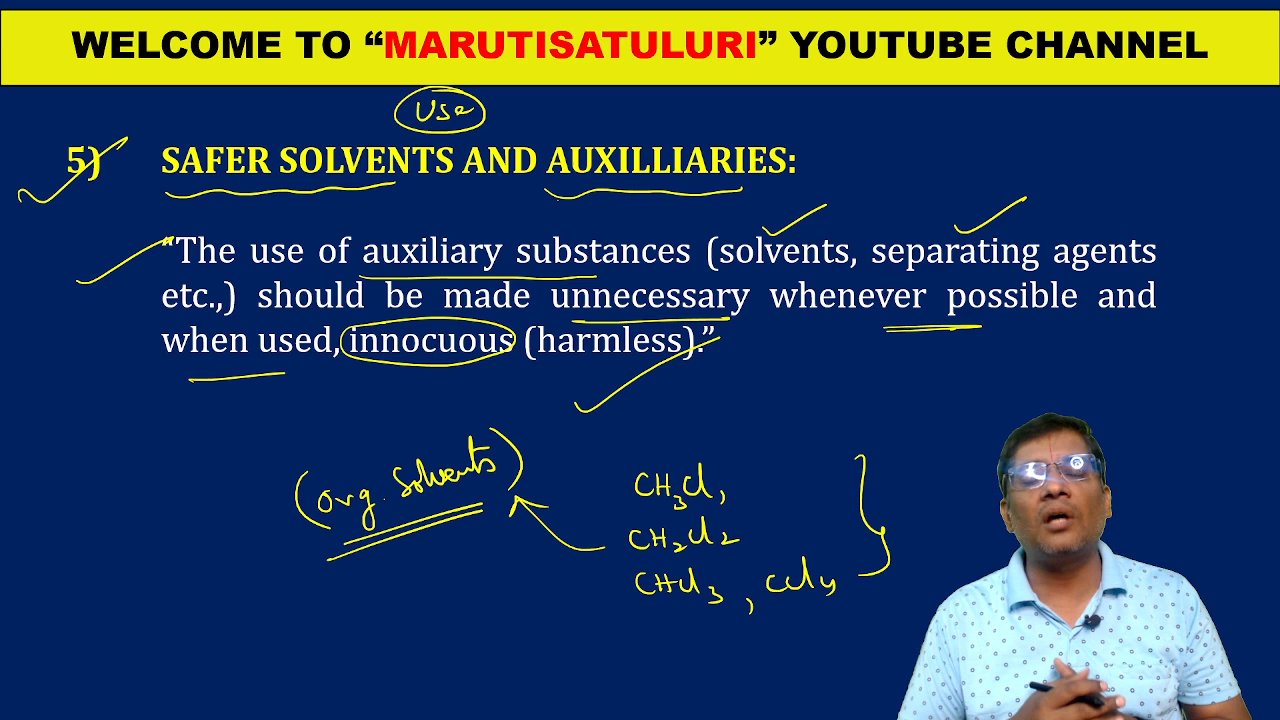 WELCOME TO “MARUTISATULURI” YOUTUBE CHANNEL
Use
5) SAFER SOLVENTS AND AUXILLIARIES:
“The use of auxiliary substances (solvents, separating agents
etc.,) should be made unnecessary whenever possible and
when used, innocuous (harmless).”
(org. solvents)
CH₃Cl,
CH₂Cl₂
CHCl₃, CCl₄